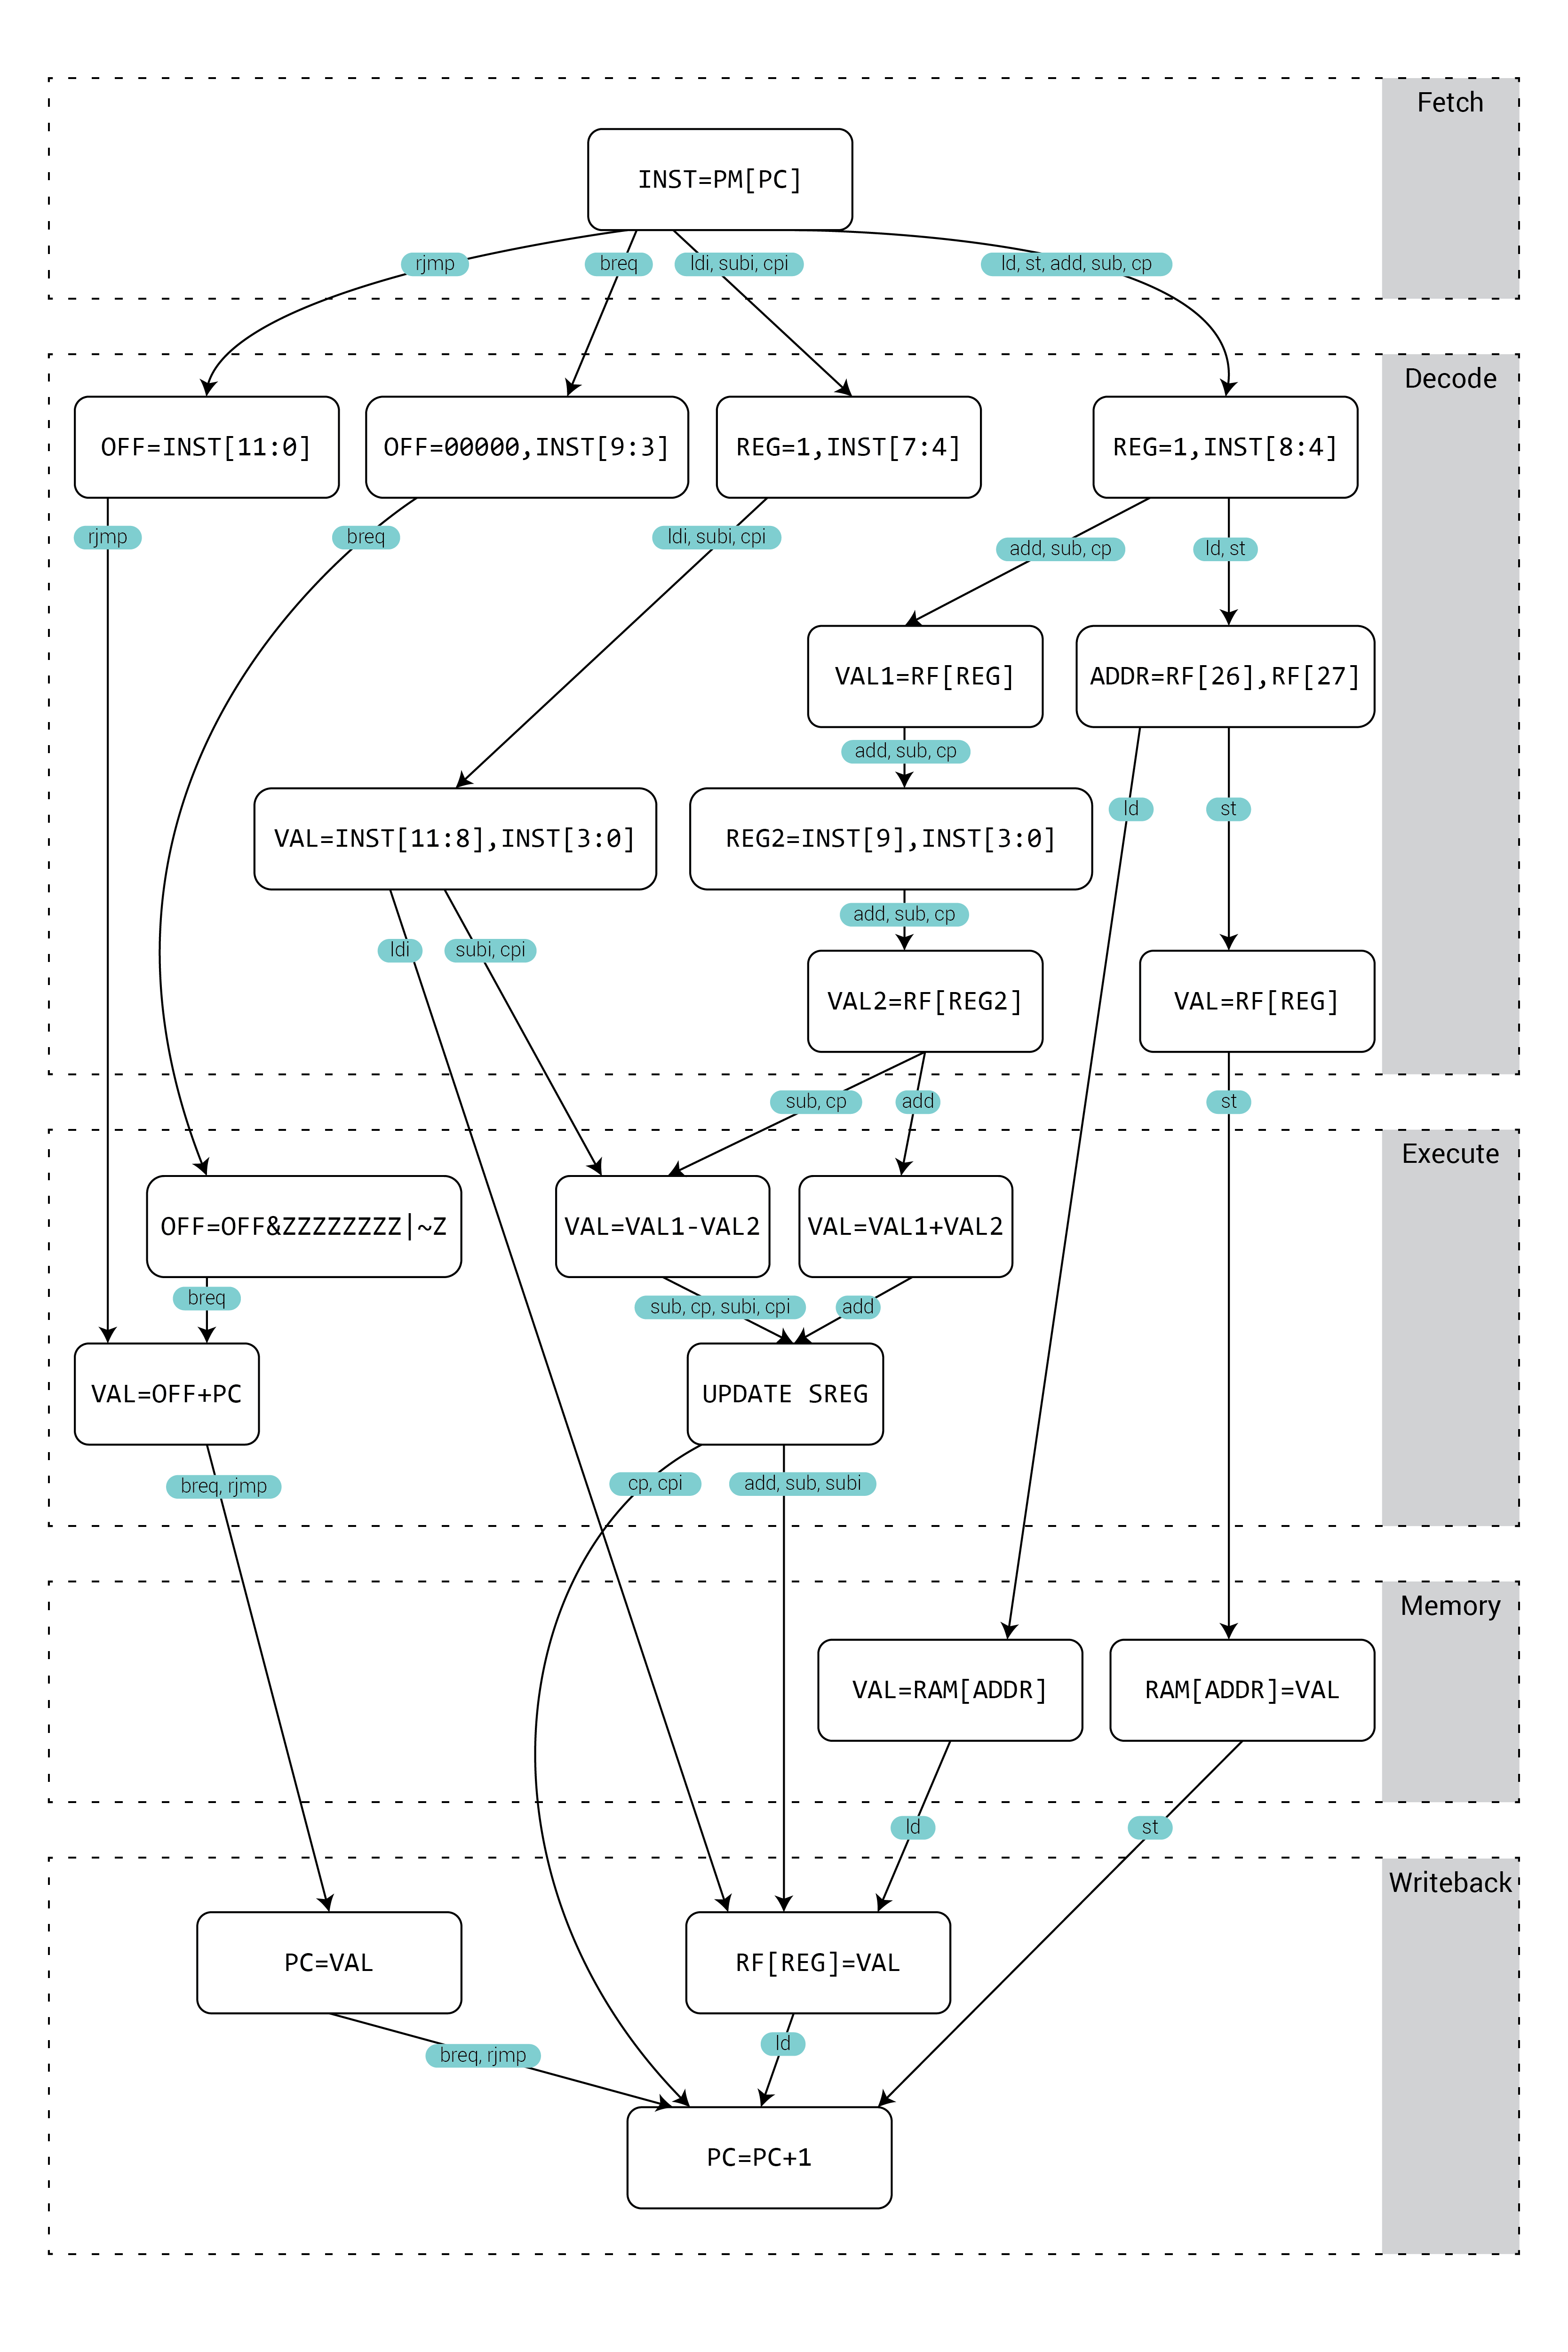 Fetch
INST=PM[PC]
rjmp
breq
ldi, subi, cpi
ld, st, add, sub, cp
Decode
OFF=INST[11:0]
OFF=00000,INST[9:3]
REG=1,INST[7:4]
REG=1,INST[8:4]
rjmp
breq
ldi, subi, cpi
add, sub, cp
ld, st
VAL1=RF[REG]
ADDR=RF[26],RF[27]
add, sub, cp
ld
st
VAL=INST[11:8],INST[3:0]
REG2=INST[9],INST[3:0]
add, sub, cp
ldi
subi, cpi
VAL2=RF[REG2]
VAL=RF[REG]
sub, cp
add
st
Execute
OFF=OFF&ZZZZZZZZ|~Z
VAL=VAL1-VAL2
VAL=VAL1+VAL2
breq
sub, cp, subi, cpi
add
VAL=OFF+PC
UPDATE SREG
breq, rjmp
cp, cpi
add, sub, subi
Memory
VAL=RAM[ADDR]
RAM[ADDR]=VAL
ld
st
Writeback
PC=VAL
RF[REG]=VAL
breq, rjmp
ld
PC=PC+1